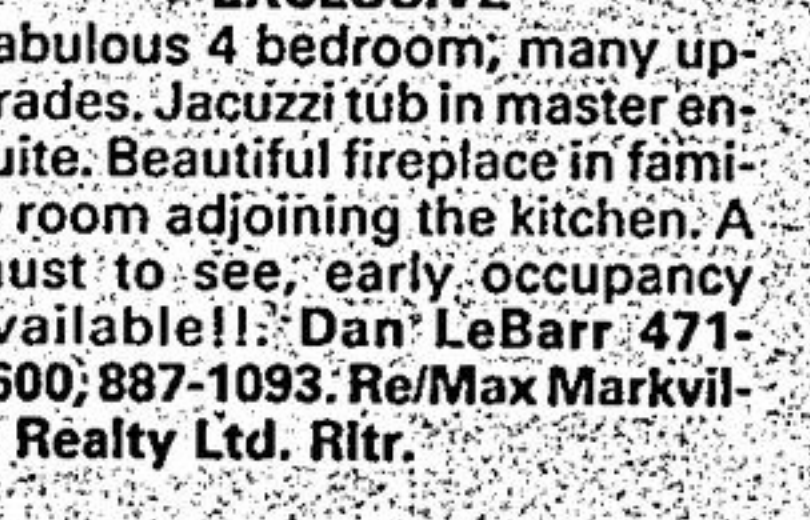 EXCLUSIVE
abulous 4 bedroom, many up-
rades. Jacuzzi tub in master en-
uite. Beautiful fireplace in fami-
room adjoining the kitchen. A
ust to see, early occupancy
vailable!!. Dan LeBarr 471-
600, 887-1093. Re/Max Markvil-
Realty Ltd. Rltr.